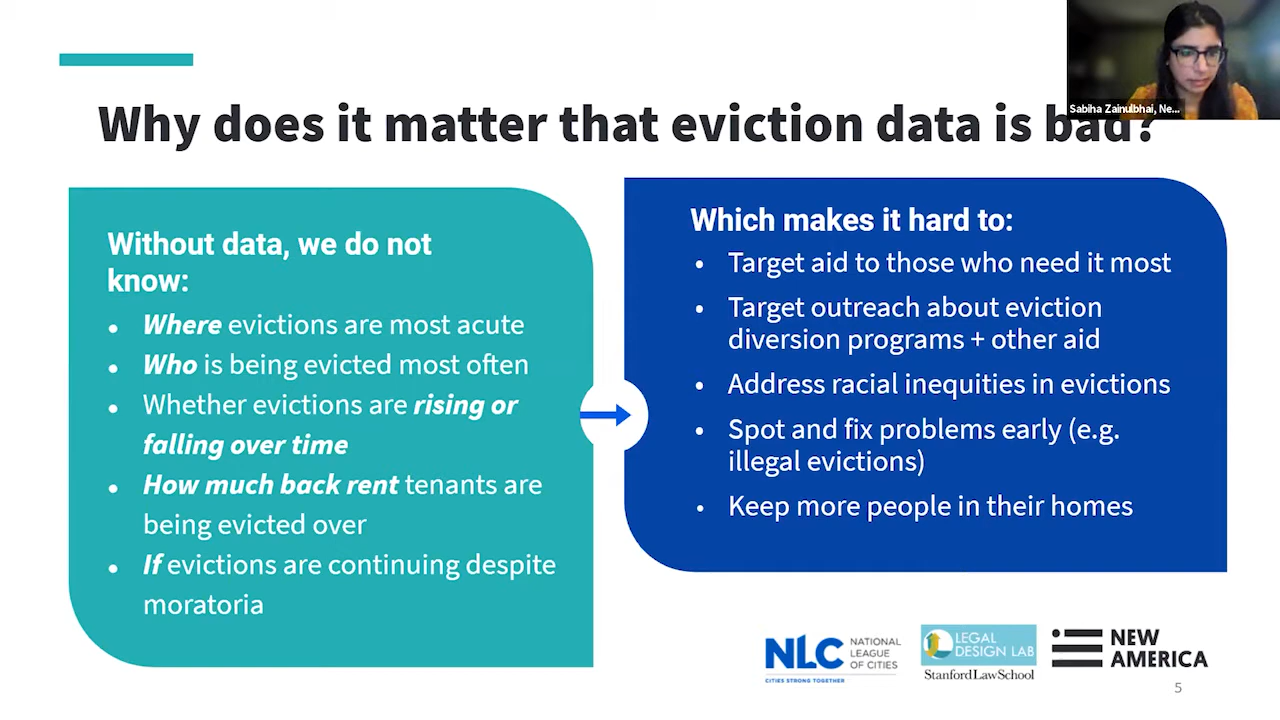 Sabiha Zainulbhai, Ne...
Why does it matter that eviction data is bad?
Without data, we do not
know:
• Where evictions are most acute
• Who is being evicted most often
• Whether evictions are rising or
falling over time
• How much back rent tenants are
being evicted over
• If evictions are continuing despite
moratoria
Which makes it hard to:
• Target aid to those who need it most
• Target outreach about eviction
diversion programs + other aid
• Address racial inequities in evictions
• Spot and fix problems early (e.g.
illegal evictions)
• Keep more people in their homes
NLC
NATIONAL
LEAGUE
OF CITIES
CITIES STRONG TOGETHER
LEGAL
DESIGN LAB
StanfordLawSchool
NEW
AMERICA
5